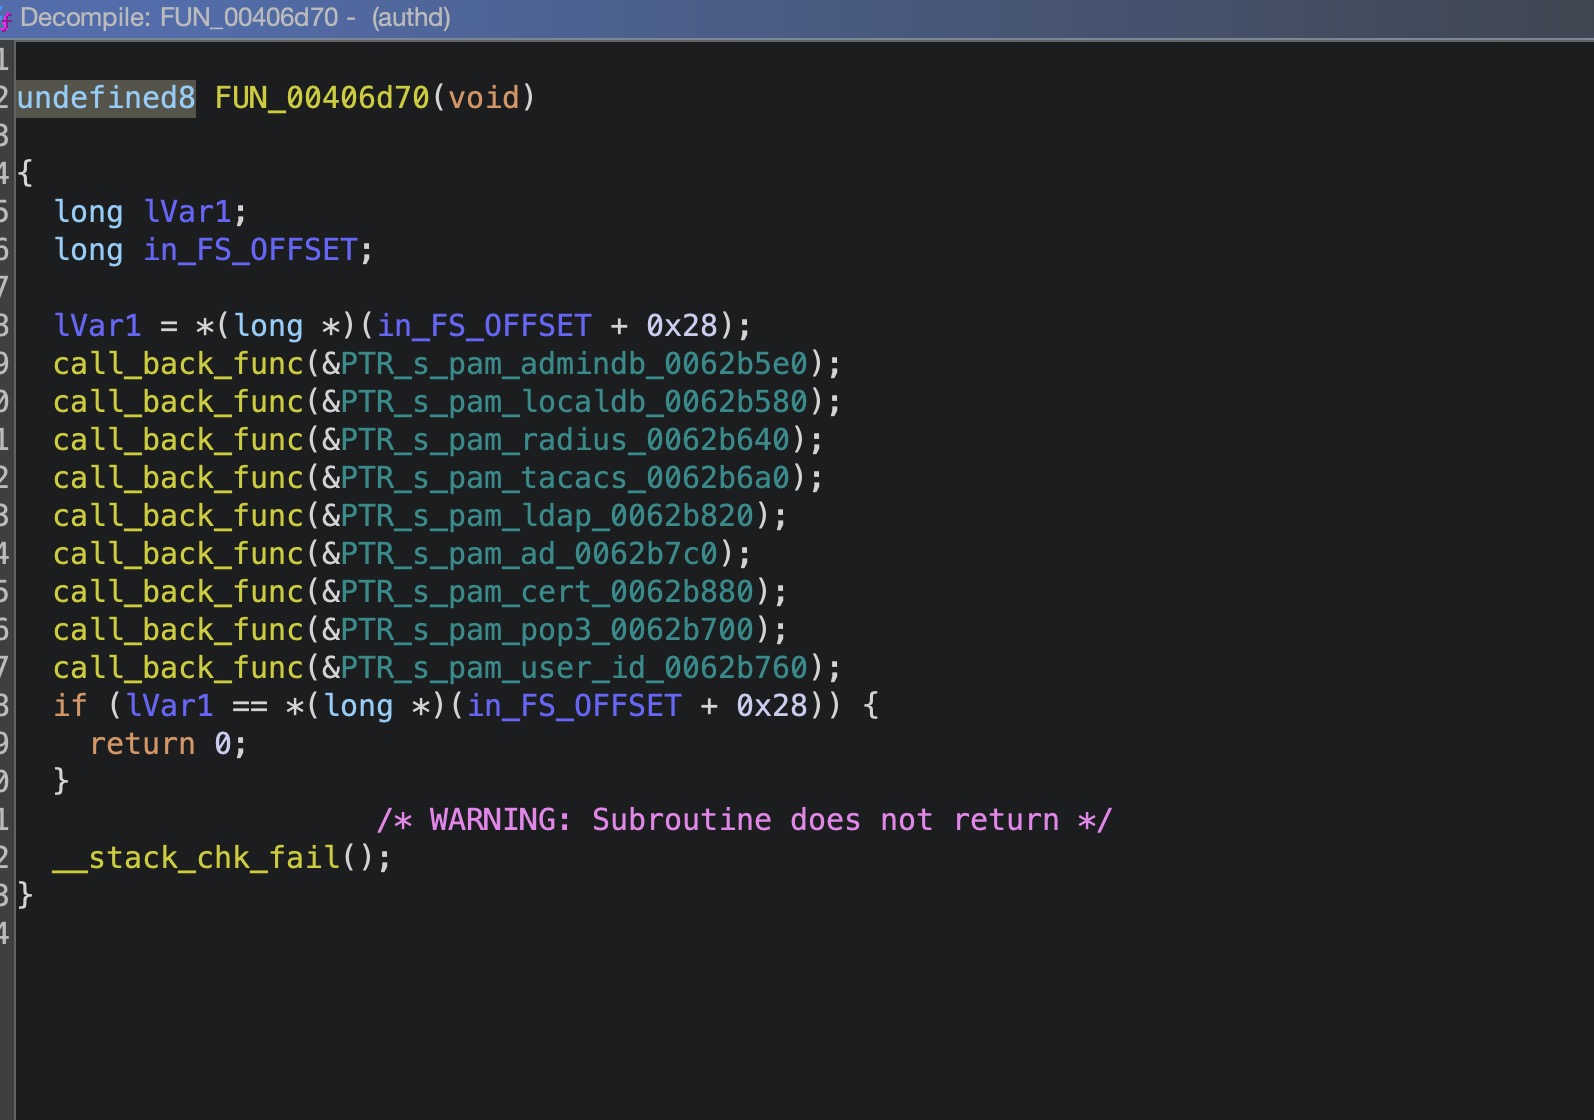 Decompile: FUN_00406d70 - (authd)
1
2 undefined8 FUN_00406d70(void)
3
4 {
5 long lVar1;
6 long in_FS_OFFSET;
7
8 lVar1 = *(long *)(in_FS_OFFSET + 0x28);
9 call_back_func(&PTR_s_pam_admindb_0062b5e0);
0 call_back_func(&PTR_s_pam_localdb_0062b580);
1 call_back_func(&PTR_s_pam_radius_0062b640);
2 call_back_func(&PTR_s_pam_tacacs_0062b6a0);
3 call_back_func(&PTR_s_pam_ldap_0062b820);
4 call_back_func(&PTR_s_pam_ad_0062b7c0);
5 call_back_func(&PTR_s_pam_cert_0062b880);
6 call_back_func(&PTR_s_pam_pop3_0062b700);
7 call_back_func(&PTR_s_pam_user_id_0062b760);
8 if (lVar1 == *(long *)(in_FS_OFFSET + 0x28)) {
9 return 0;
0 }
1 /* WARNING: Subroutine does not return */
2 __stack_chk_fail();
3 }
4